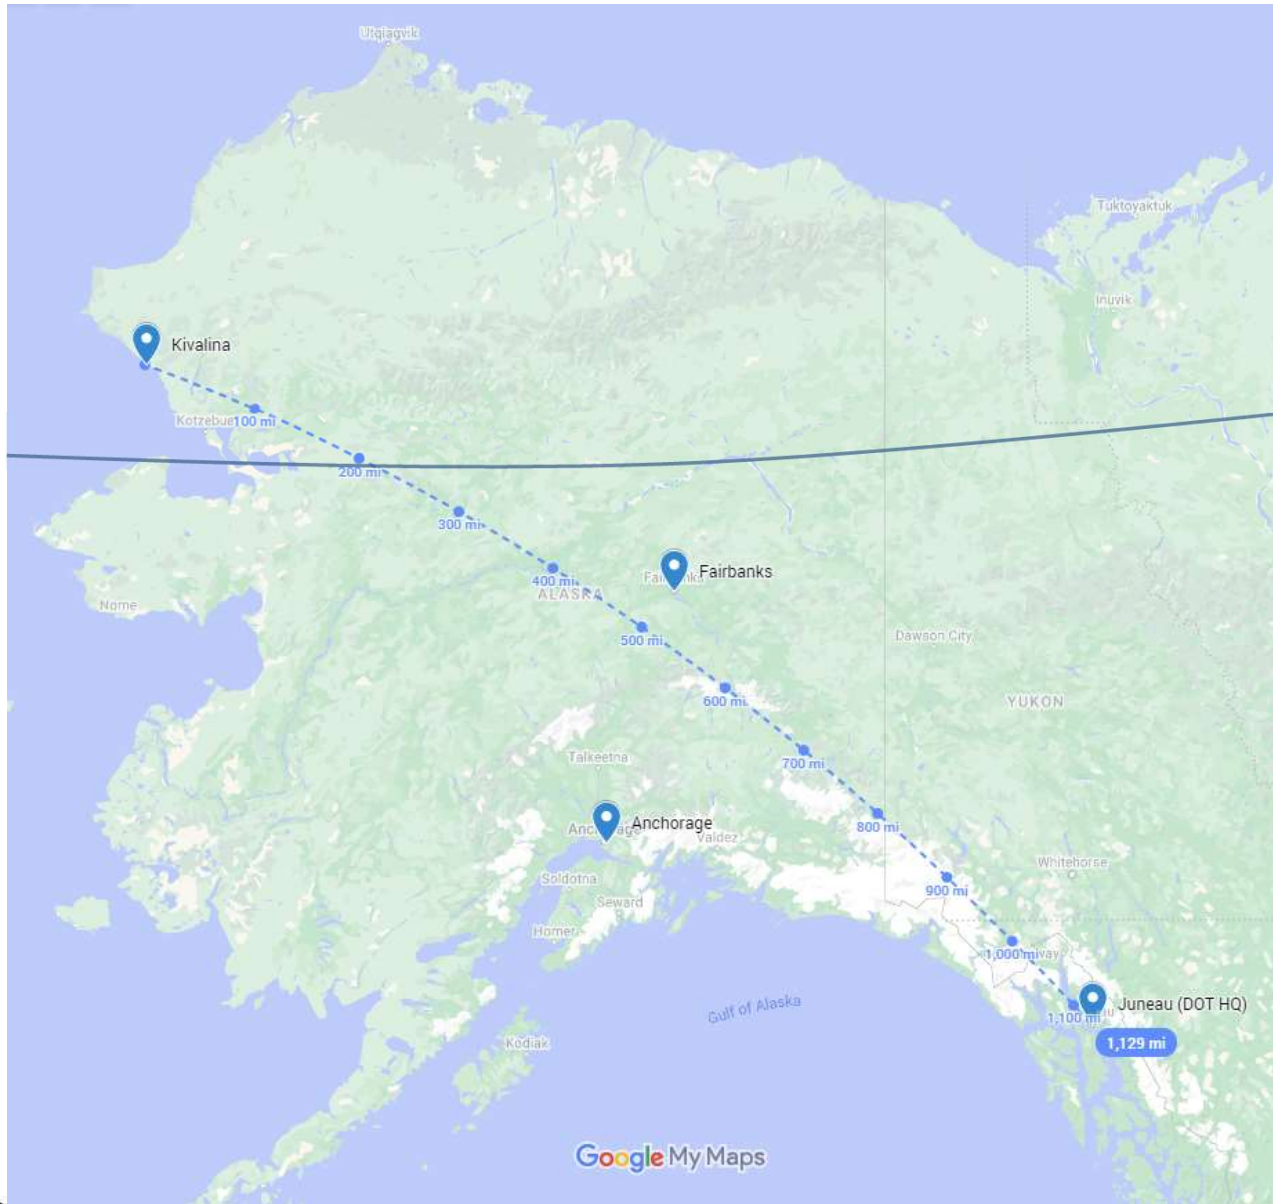 Utqiagvik
Tuktoyaktuk
Inuvik
Kivalina
Kotzebue
100 mi
200 mi
300 mi
400 mi
ALASKA
Fairbanks
Nome
500 mi
Dawson City
600 mi
YUKON
Talkeetna
700 mi
Anchorage
Valdez
800 mi
Whitehorse
Soldotna
900 mi
Seward
Homer
1,000 mi
Gulf of Alaska
Juneau (DOT HQ)
1,100 mi
1,129 mi
Kodiak
Google My Maps